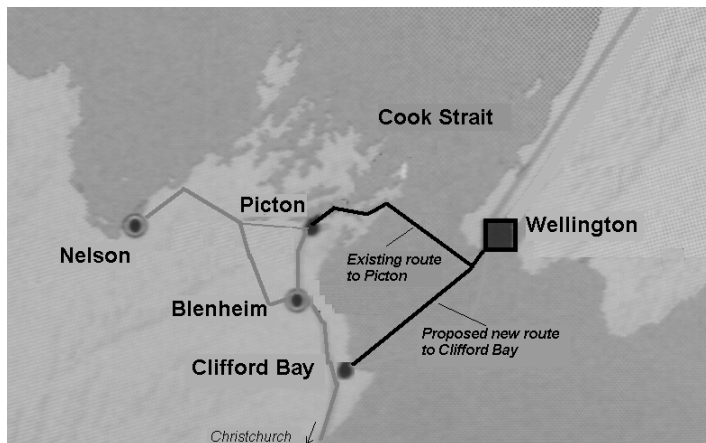 Cook Strait
Picton
Wellington
Nelson
Existing route
to Picton
Blenheim
Proposed new route
to Clifford Bay
Clifford Bay
Christchurch